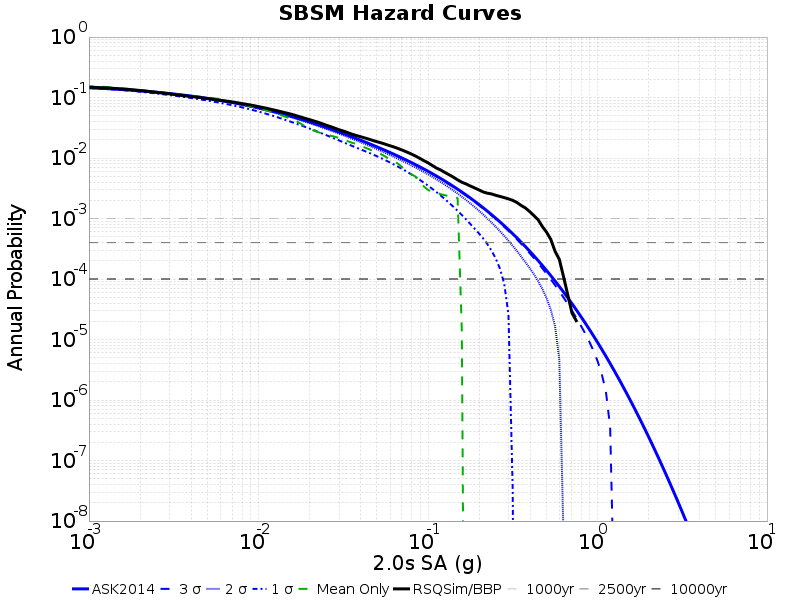 SBSM Hazard Curves
10^0
10^-1
10^-2
10^-3
10^-4
10^-5
10^-6
10^-7
10^-8
Annual Probability
10^-3 10^-2 10^-1 10^0 10^1
2.0s SA (g)
ASK2014 3 σ 2 σ 1 σ Mean Only RSQSim/BBP 1000yr 2500yr 10000yr